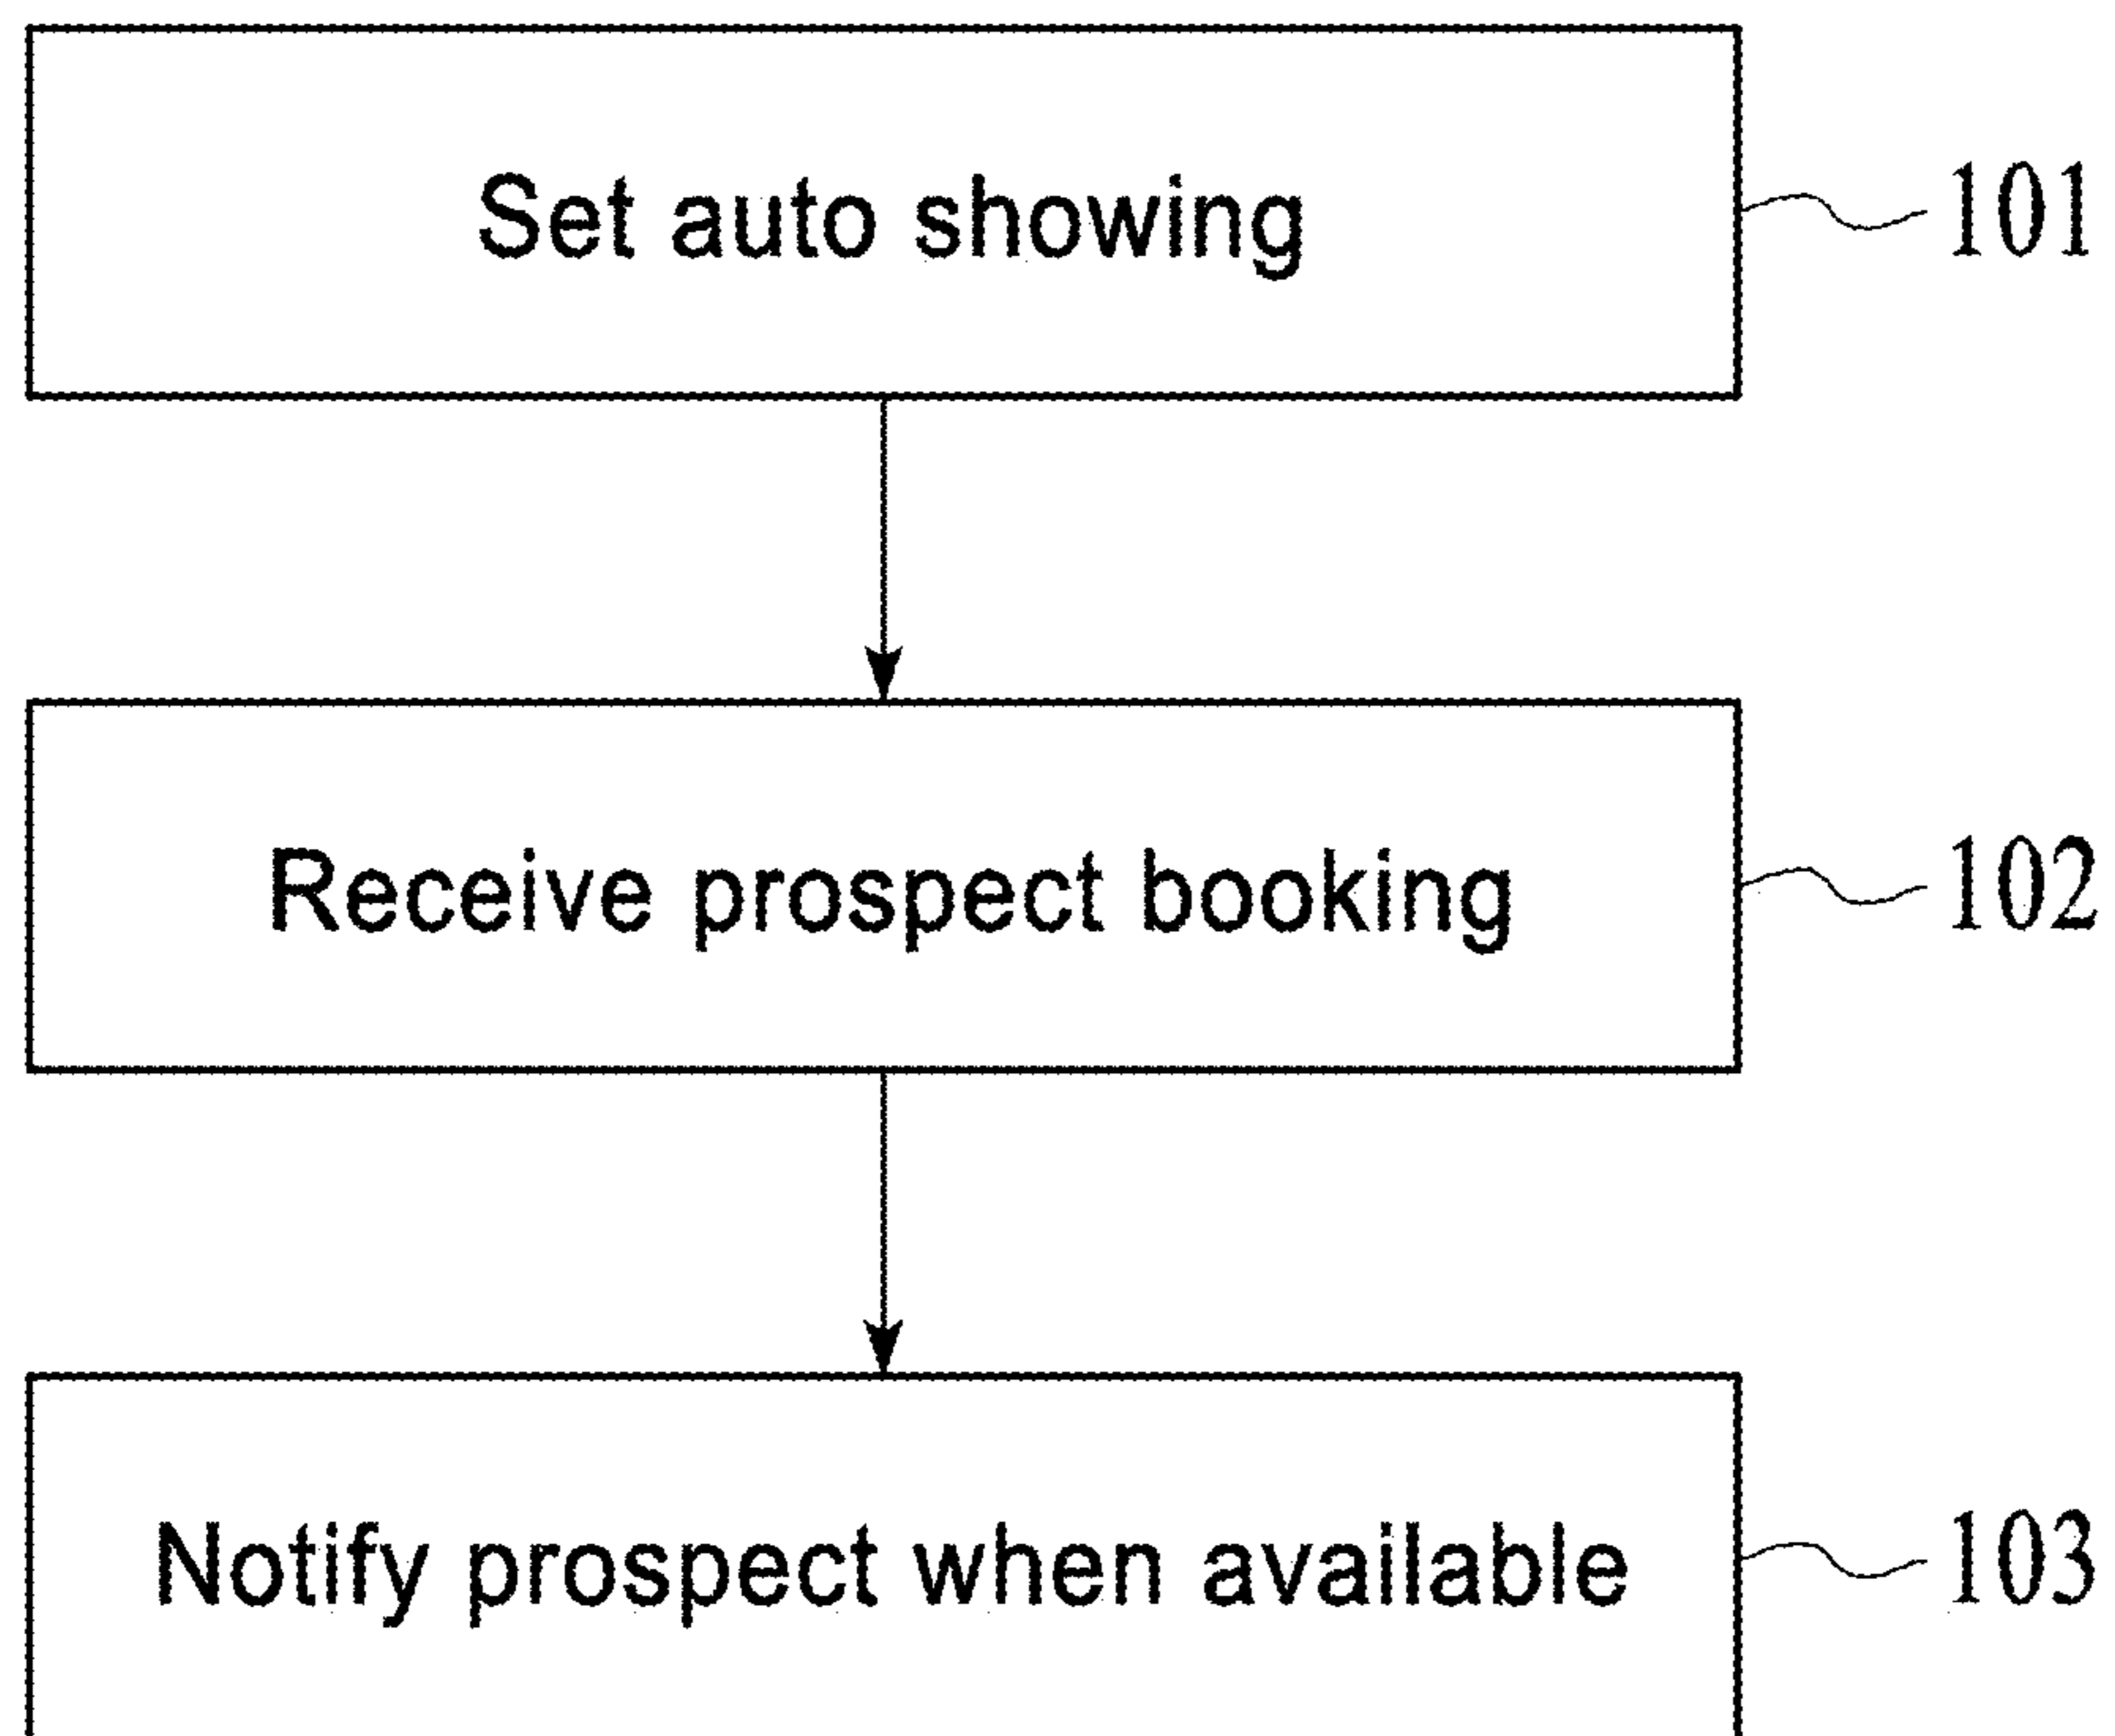 Set auto showing 101
Receive prospect booking 102
Notify prospect when available 103